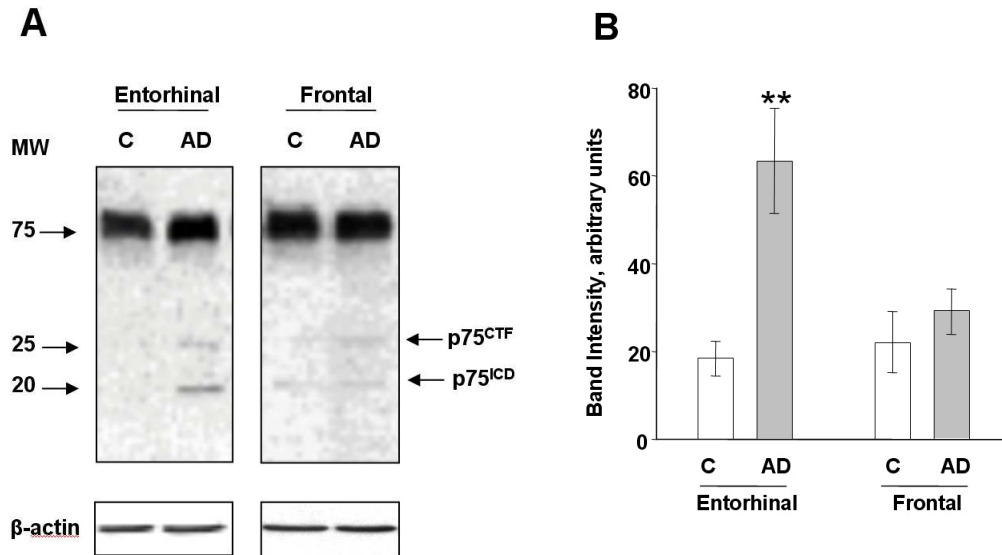 A
Entorhinal
Frontal
MW
C AD
C AD
75
25
20
p75CTF
p75ICD
β-actin
B
Band Intensity, arbitrary units
80
60
40
20
0
**
C AD
C AD
Entorhinal
Frontal